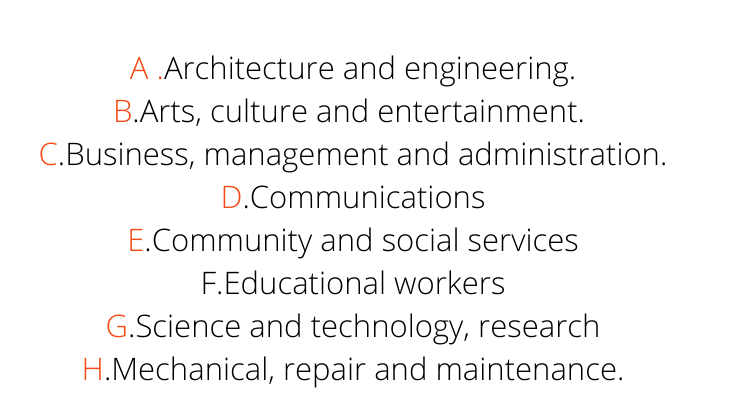 A .Architecture and engineering.
B.Arts, culture and entertainment.
C.Business, management and administration.
D.Communications
E.Community and social services
F.Educational workers
G.Science and technology, research
H.Mechanical, repair and maintenance.